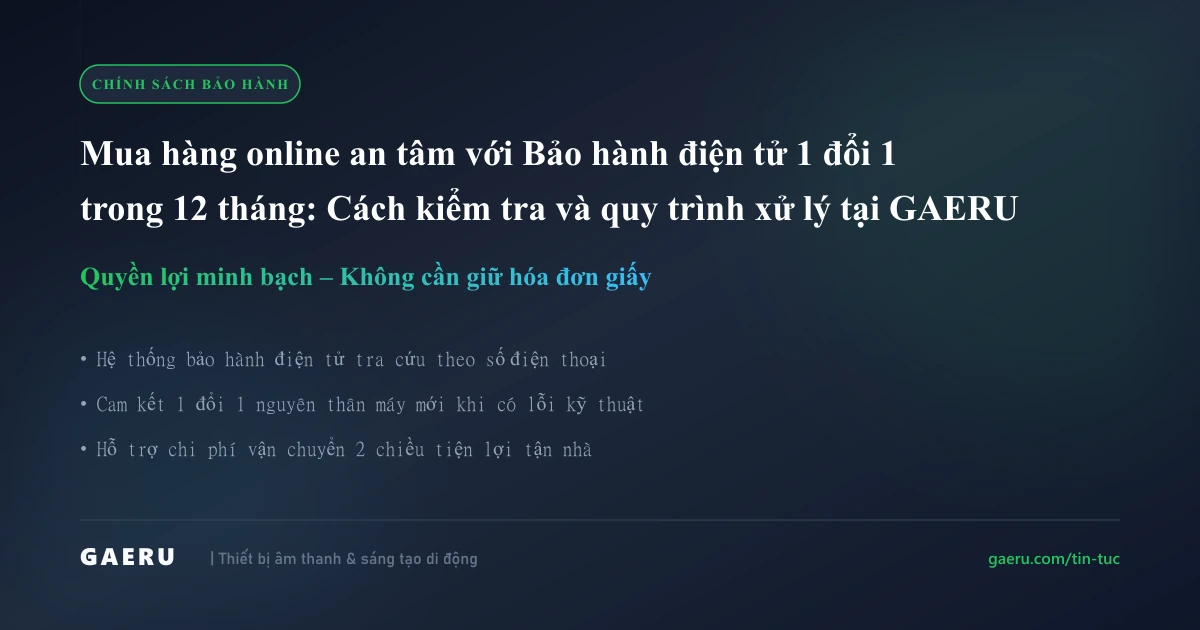 CHÍNH SÁCH BẢO HÀNH
Mua hàng online an tâm với Bảo hành điện tử 1 đổi 1
trong 12 tháng: Cách kiểm tra và quy trình xử lý tại GAERU
Quyền lợi minh bạch – Không cần giữ hóa đơn giấy
• Hệ thống bảo hành điện tử tra cứu theo số điện thoại
• Cam kết 1 đổi 1 nguyên thân máy mới khi có lỗi kỹ thuật
• Hỗ trợ chi phí vận chuyển 2 chiều tiện lợi tận nhà
GAERU | Thiết bị âm thanh & sáng tạo di động
gaeru.com/tin-tuc